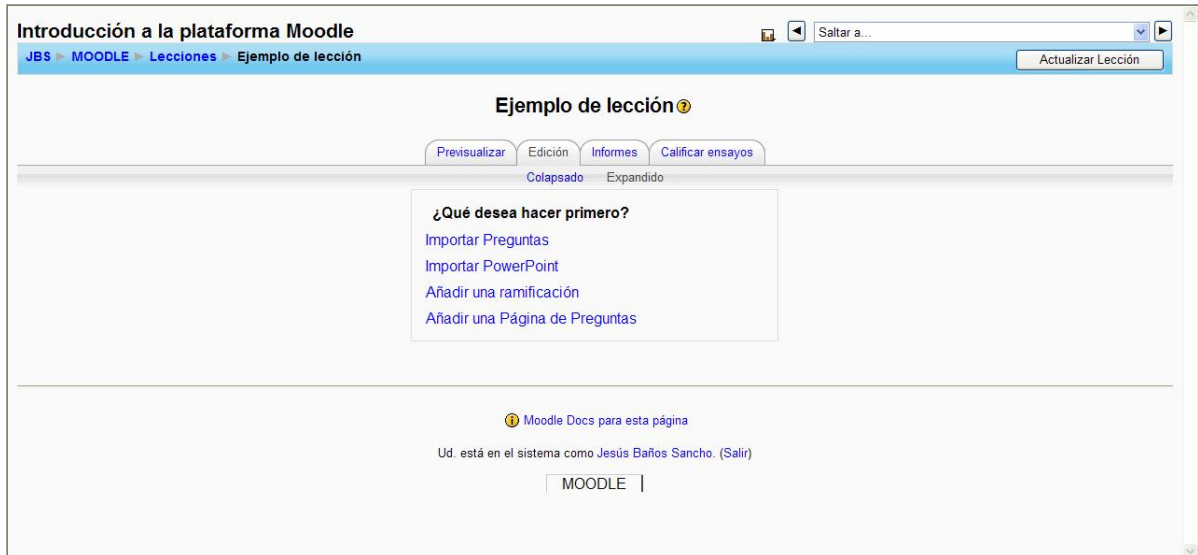 Introducción a la plataforma Moodle
Saltar a...
JBS ► MOODLE ► Lecciones ► Ejemplo de lección
Actualizar Lección
Ejemplo de lección
Previsualizar Edición Informes Calificar ensayos
Colapsado Expandido
¿Qué desea hacer primero?
Importar Preguntas
Importar PowerPoint
Añadir una ramificación
Añadir una Página de Preguntas
Moodle Docs para esta página
Ud. está en el sistema como Jesús Baños Sancho. (Salir)
MOODLE